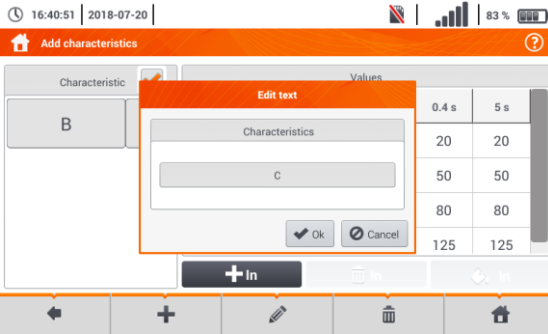 16:40:51 2018-07-20 83 %
Add characteristics ?
Characteristic Values
Edit text
0.4 s 5 s
B
Characteristics
20 20
C
50 50
80 80
Ok Cancel
125 125
+In In In